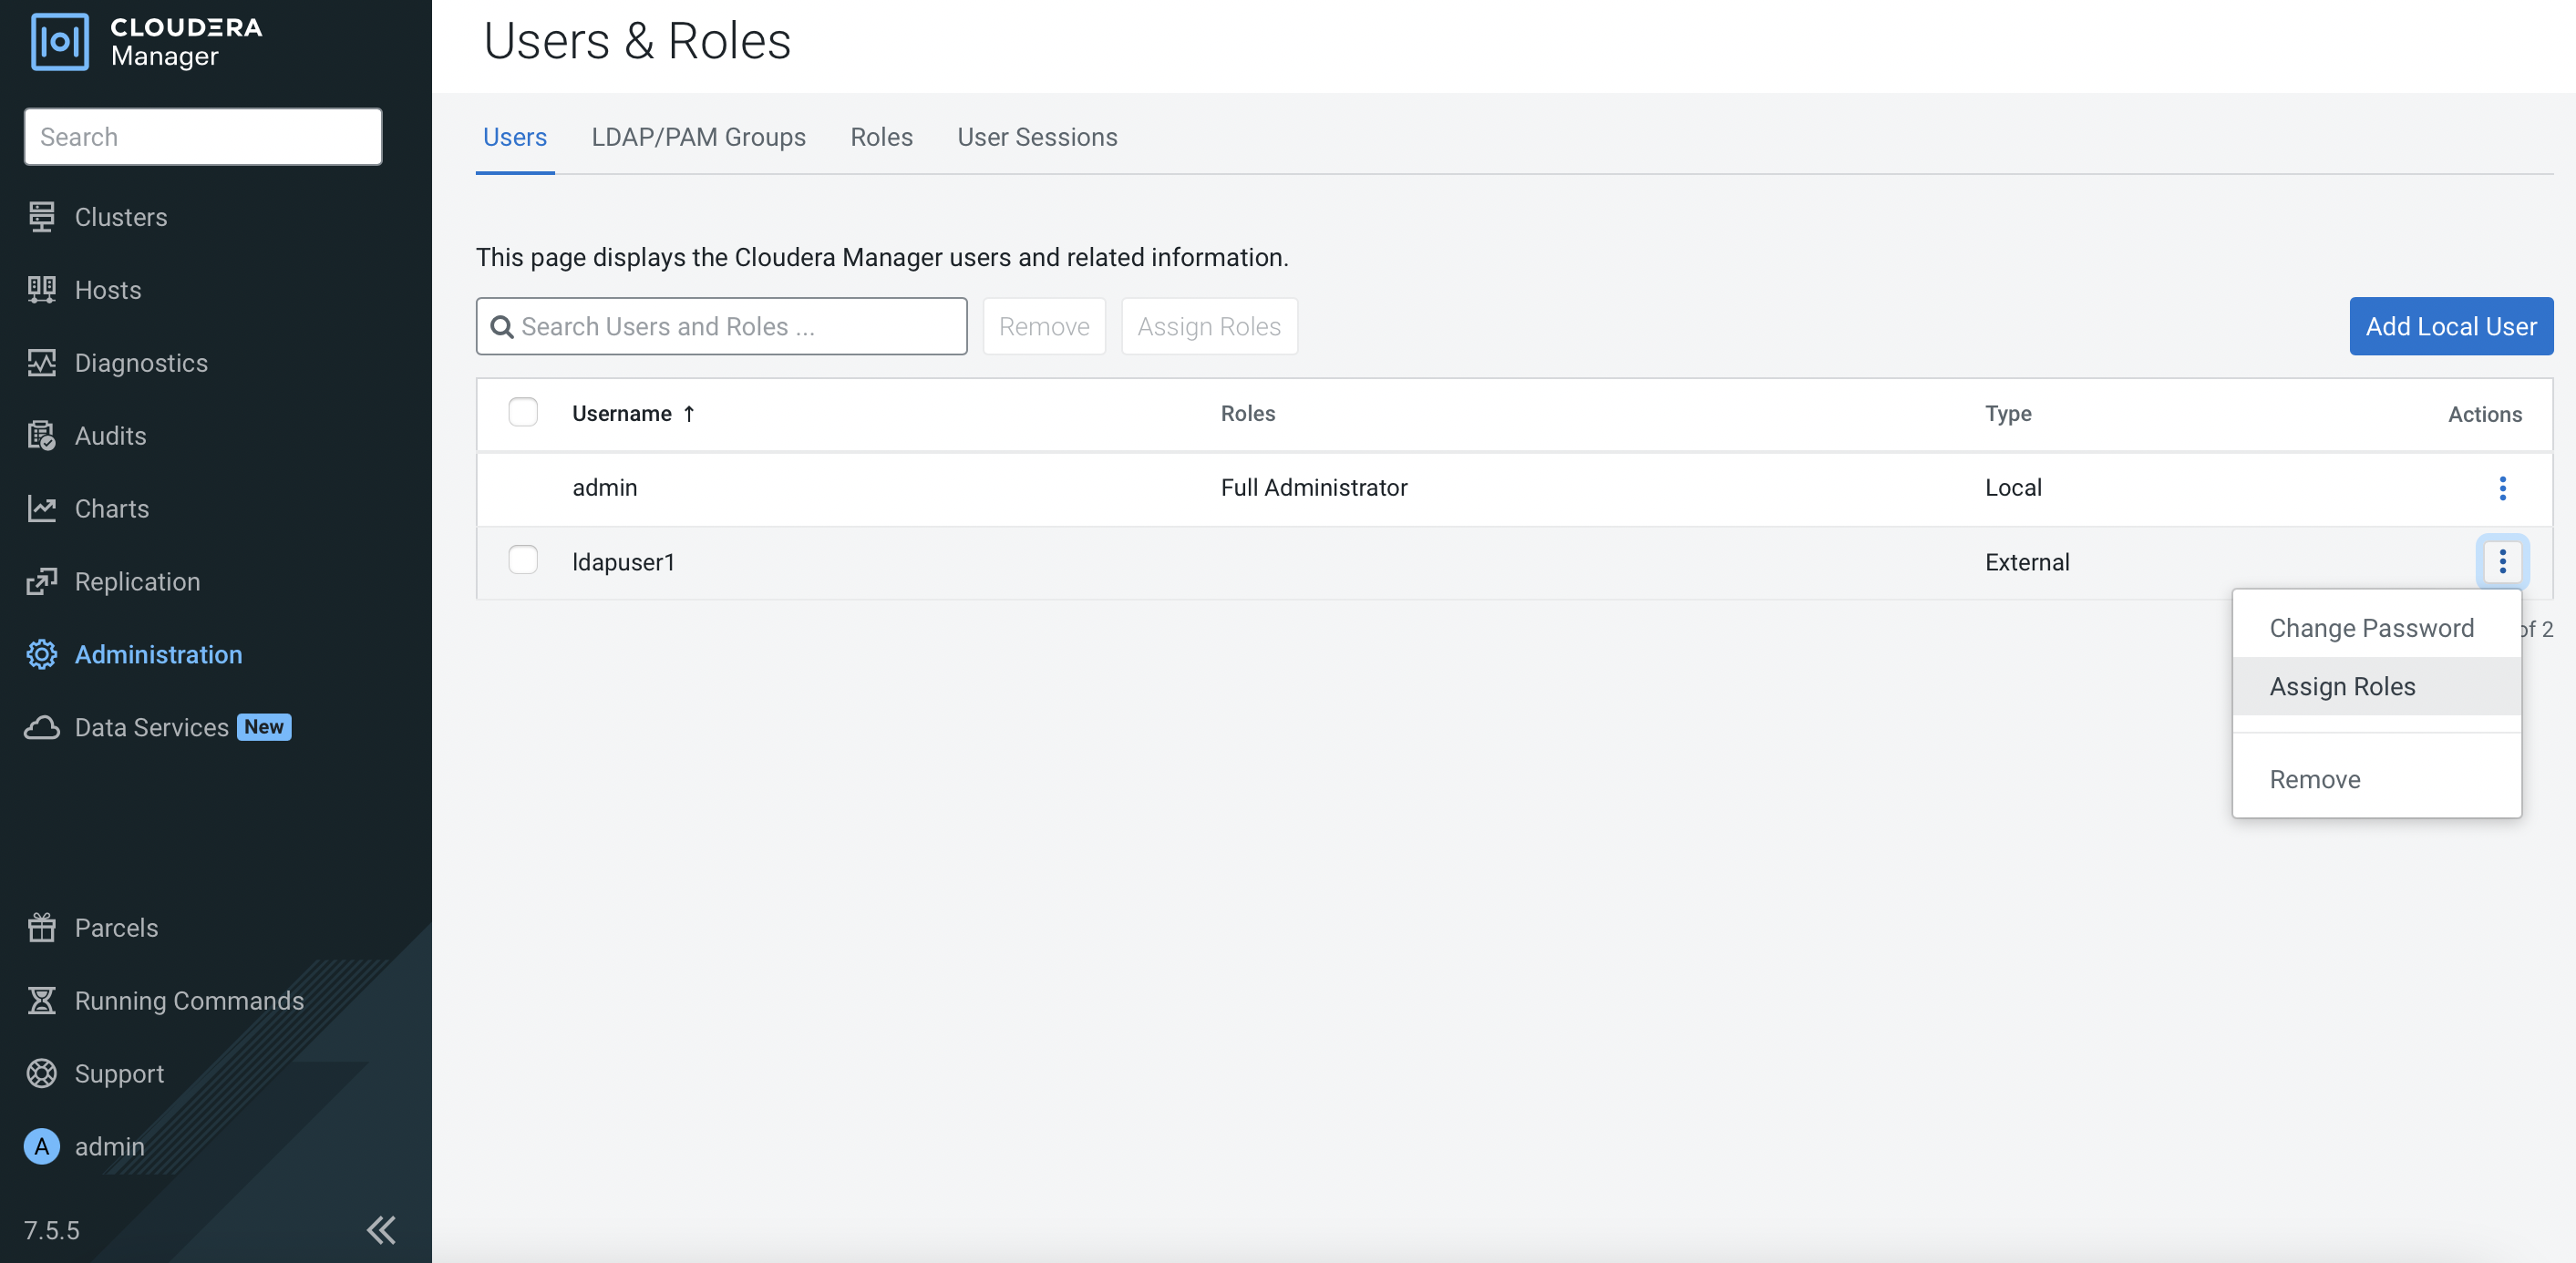 CLOUDERA
Manager
Search
Clusters
Hosts
Diagnostics
Audits
Charts
Replication
Administration
Data Services New
Parcels
Running Commands
Support
A admin
7.5.5
Users & Roles
Users LDAP/PAM Groups Roles User Sessions
This page displays the Cloudera Manager users and related information.
Search Users and Roles ... Remove Assign Roles Add Local User
Username ↑ Roles Type Actions
admin Full Administrator Local
ldapuser1 External
Change Password
of 2
Assign Roles
Remove